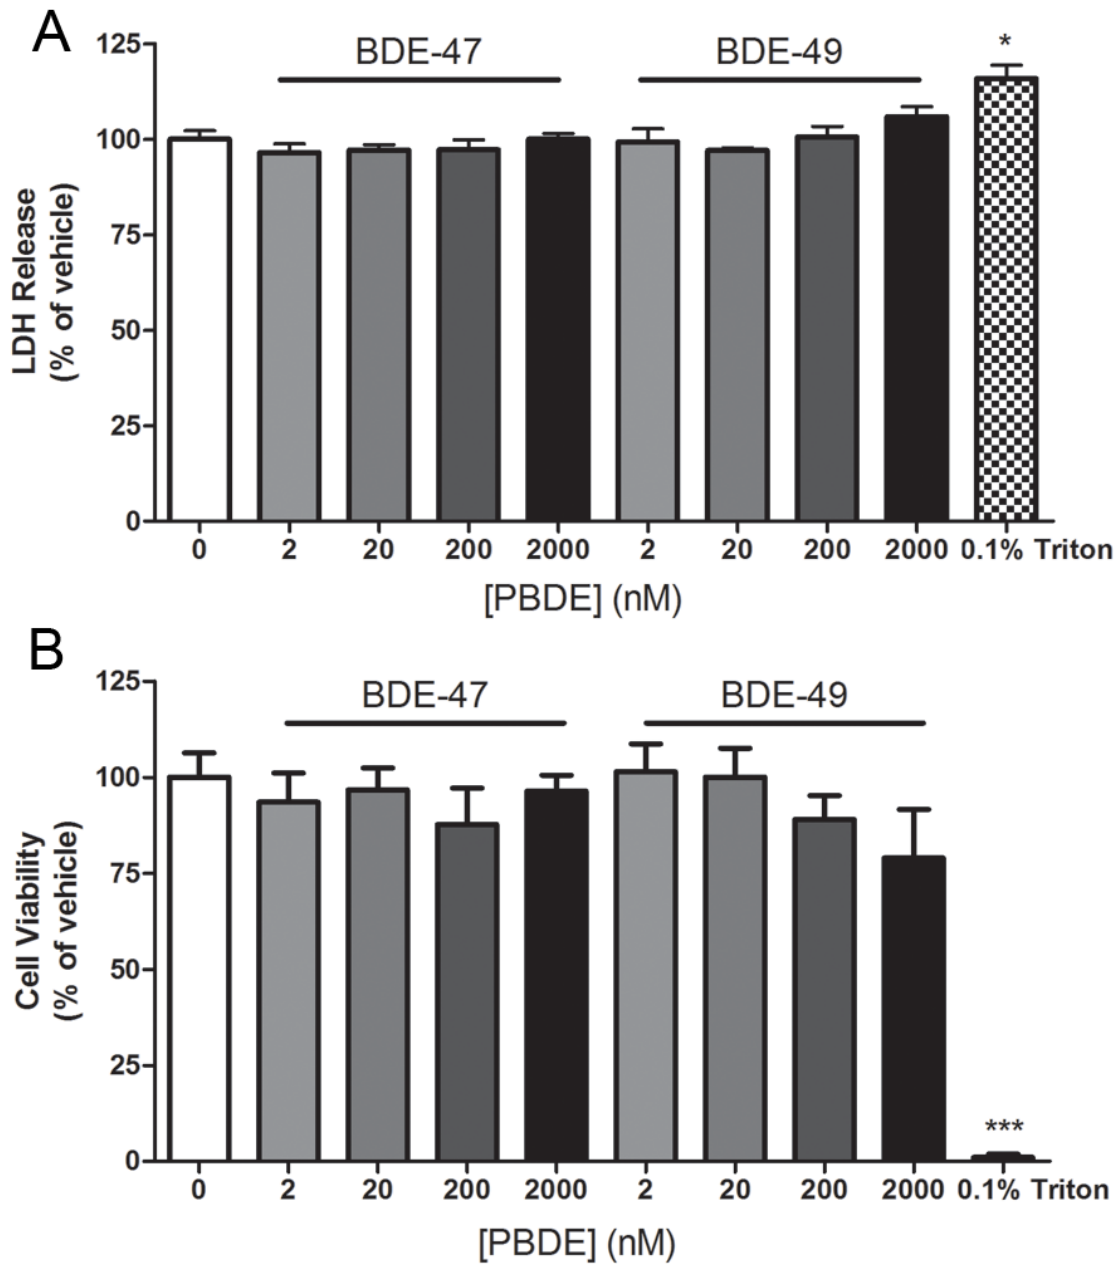 A
BDE-47 BDE-49 *
125
100
75
50
25
0
LDH Release
(% of vehicle)
0 2 20 200 2000 2 20 200 2000 0.1% Triton
[PBDE] (nM)
B
BDE-47 BDE-49
125
100
75
50
25
0
Cell Viability
(% of vehicle)
***
0 2 20 200 2000 2 20 200 2000 0.1% Triton
[PBDE] (nM)